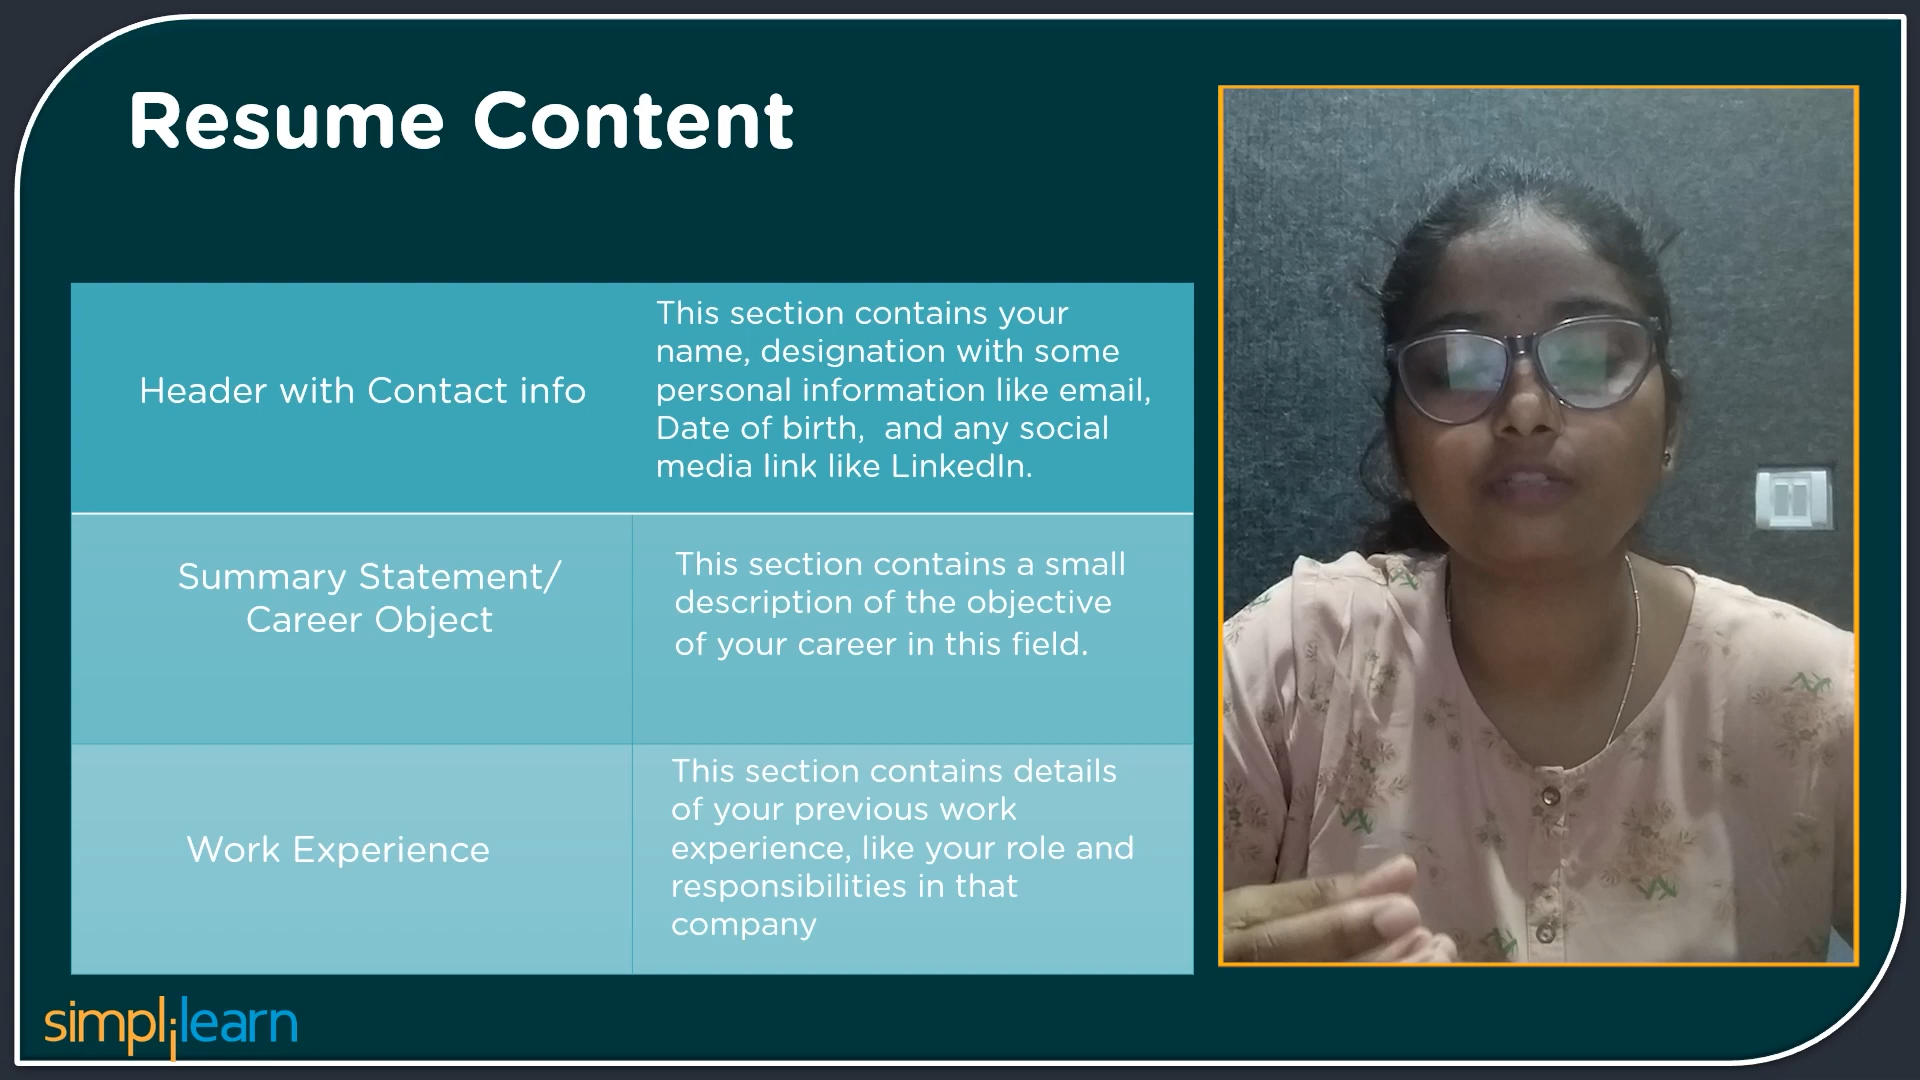 Resume Content
Header with Contact info
This section contains your
name, designation with some
personal information like email,
Date of birth,  and any social
media link like LinkedIn.
Summary Statement/
Career Object
This section contains a small
description of the objective
of your career in this field.
Work Experience
This section contains details
of your previous work
experience, like your role and
responsibilities in that
company
simplilearn